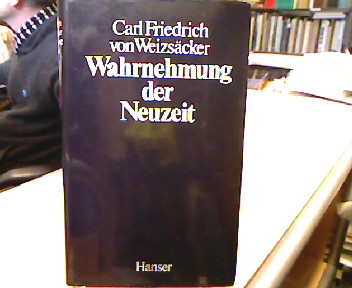 Carl Friedrich
von Weizsäcker
Wahrnehmung
der
Neuzeit
Hanser